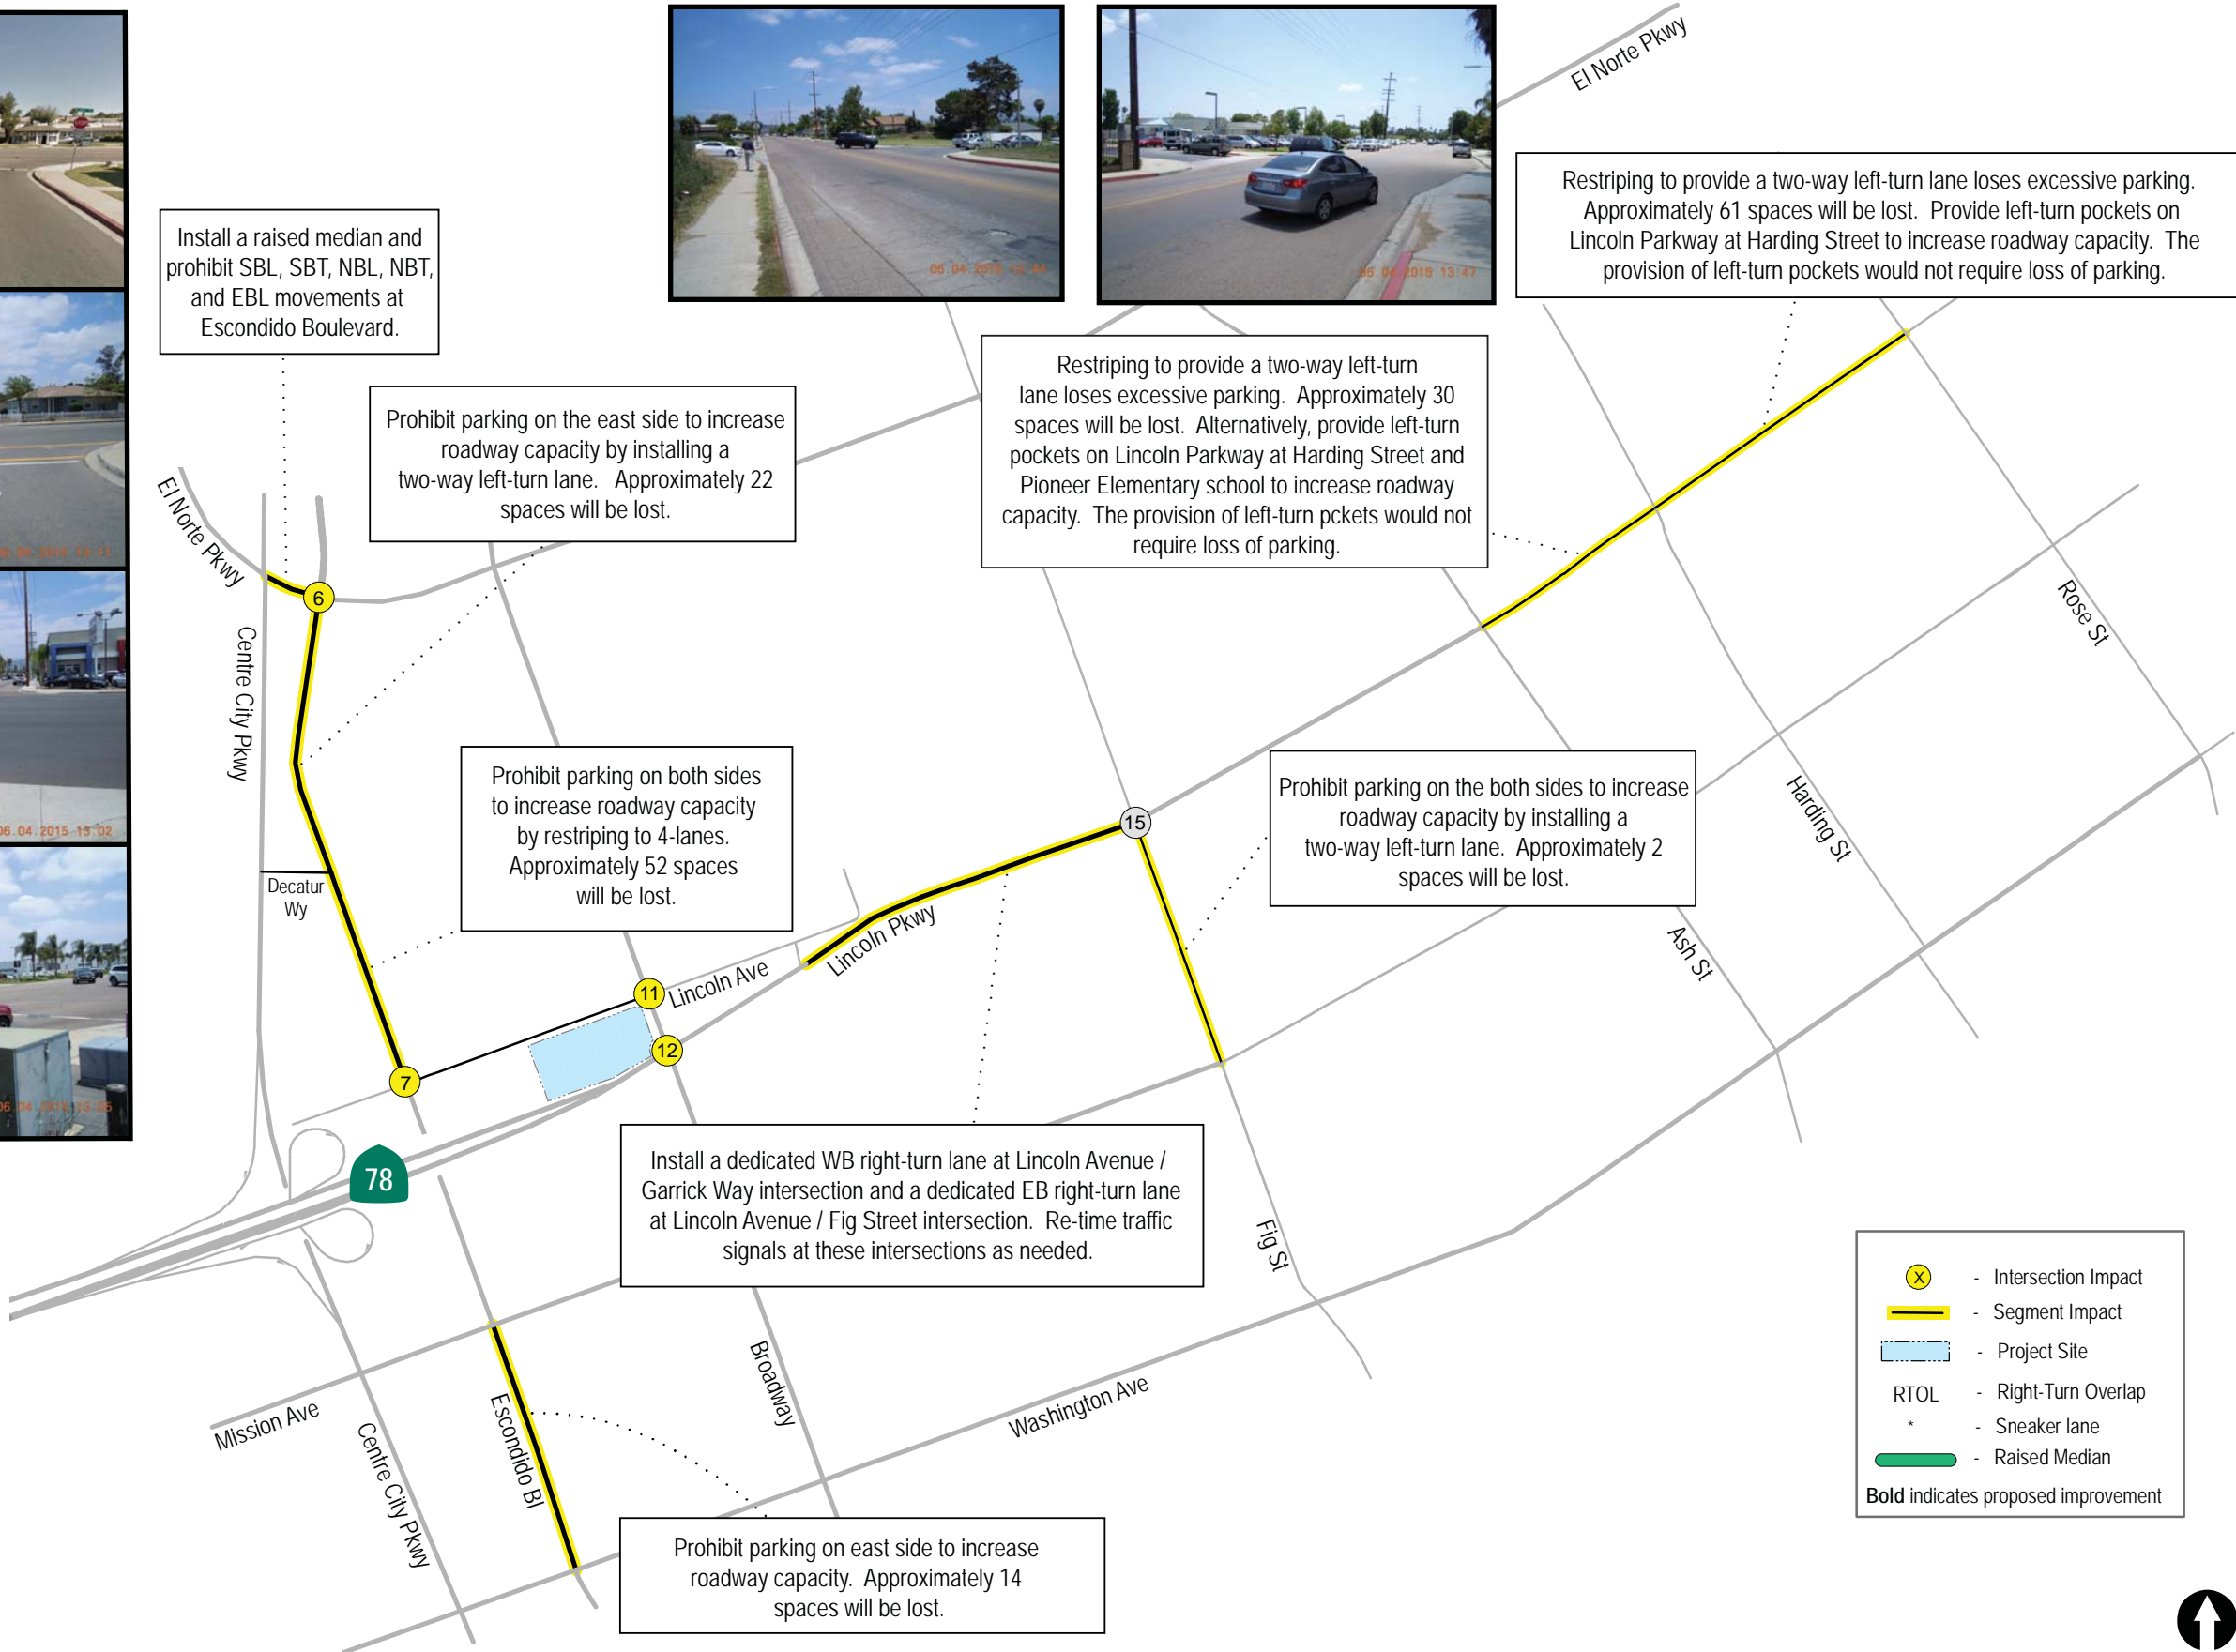 El Norte Pkwy
Restriping to provide a two-way left-turn lane loses excessive parking.
Approximately 61 spaces will be lost.  Provide left-turn pockets on
Lincoln Parkway at Harding Street to increase roadway capacity.  The
provision of left-turn pockets would not require loss of parking.
Install a raised median and
prohibit SBL, SBT, NBL, NBT,
and EBL movements at
Escondido Boulevard.
13:47
Restriping to provide a two-way left-turn
lane loses excessive parking.  Approximately 30
spaces will be lost.  Alternatively, provide left-turn
pockets on Lincoln Parkway at Harding Street and
Pioneer Elementary school to increase roadway
capacity.  The provision of left-turn pckets would not
require loss of parking.
Prohibit parking on the east side to increase
roadway capacity by installing a
two-way left-turn lane.  Approximately 22
spaces will be lost.
El Norte Pkwy
6
Centre City Pkwy
Rose St
Prohibit parking on both sides
to increase roadway capacity
by restriping to 4-lanes.
Approximately 52 spaces
will be lost.
Prohibit parking on the both sides to increase
roadway capacity by installing a
two-way left-turn lane.  Approximately 2
spaces will be lost.
15
Harding St
06.04.2015 13:02
Decatur
Wy
Lincoln Pkwy
Ash St
Lincoln Ave
11
12
7
78
Install a dedicated WB right-turn lane at Lincoln Avenue /
Garrick Way intersection and a dedicated EB right-turn lane
at Lincoln Avenue / Fig Street intersection.  Re-time traffic
signals at these intersections as needed.
Fig St
Mission Ave
Centre City Pkwy
Escondido Bl
Broadway
Washington Ave
Prohibit parking on east side to increase
roadway capacity.  Approximately 14
spaces will be lost.
X - Intersection Impact
- Segment Impact
- Project Site
RTOL - Right-Turn Overlap
* - Sneaker lane
- Raised Median
Bold indicates proposed improvement